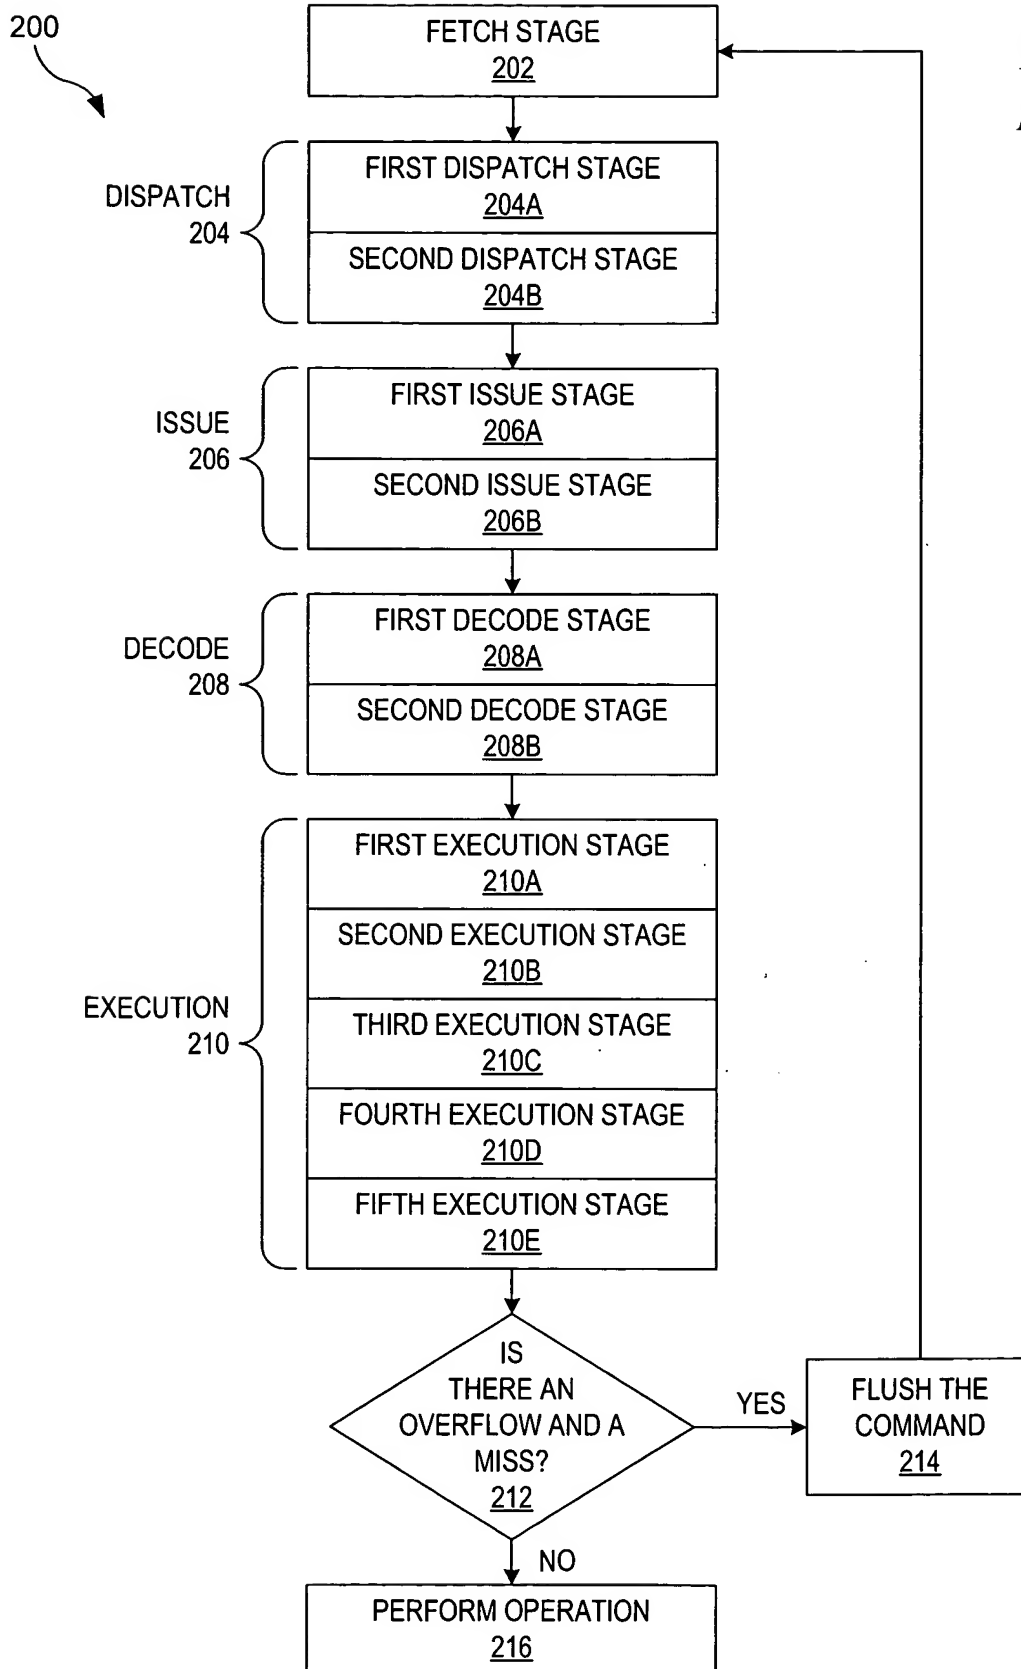 200
FETCH STAGE
202
FIRST DISPATCH STAGE
204A
DISPATCH
204
SECOND DISPATCH STAGE
204B
FIRST ISSUE STAGE
206A
ISSUE
206
SECOND ISSUE STAGE
206B
FIRST DECODE STAGE
208A
DECODE
208
SECOND DECODE STAGE
208B
FIRST EXECUTION STAGE
210A
SECOND EXECUTION STAGE
210B
EXECUTION
210
THIRD EXECUTION STAGE
210C
FOURTH EXECUTION STAGE
210D
FIFTH EXECUTION STAGE
210E
IS
THERE AN
OVERFLOW AND A
MISS?
212
YES
FLUSH THE
COMMAND
214
NO
PERFORM OPERATION
216